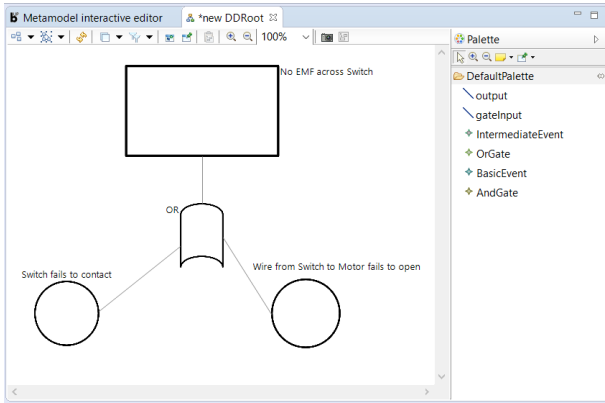 Metamodel interactive editor
*new DDRoot
100%
Palette
DefaultPalette
output
gateInput
IntermediateEvent
OrGate
BasicEvent
AndGate
No EMF across Switch
OR
Switch fails to contact
Wire from Switch to Motor fails to open